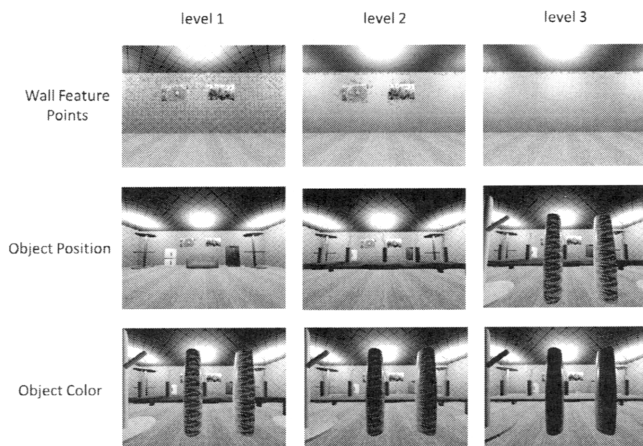 level 1 level 2 level 3
Wall Feature
Points
Object Position
Object Color